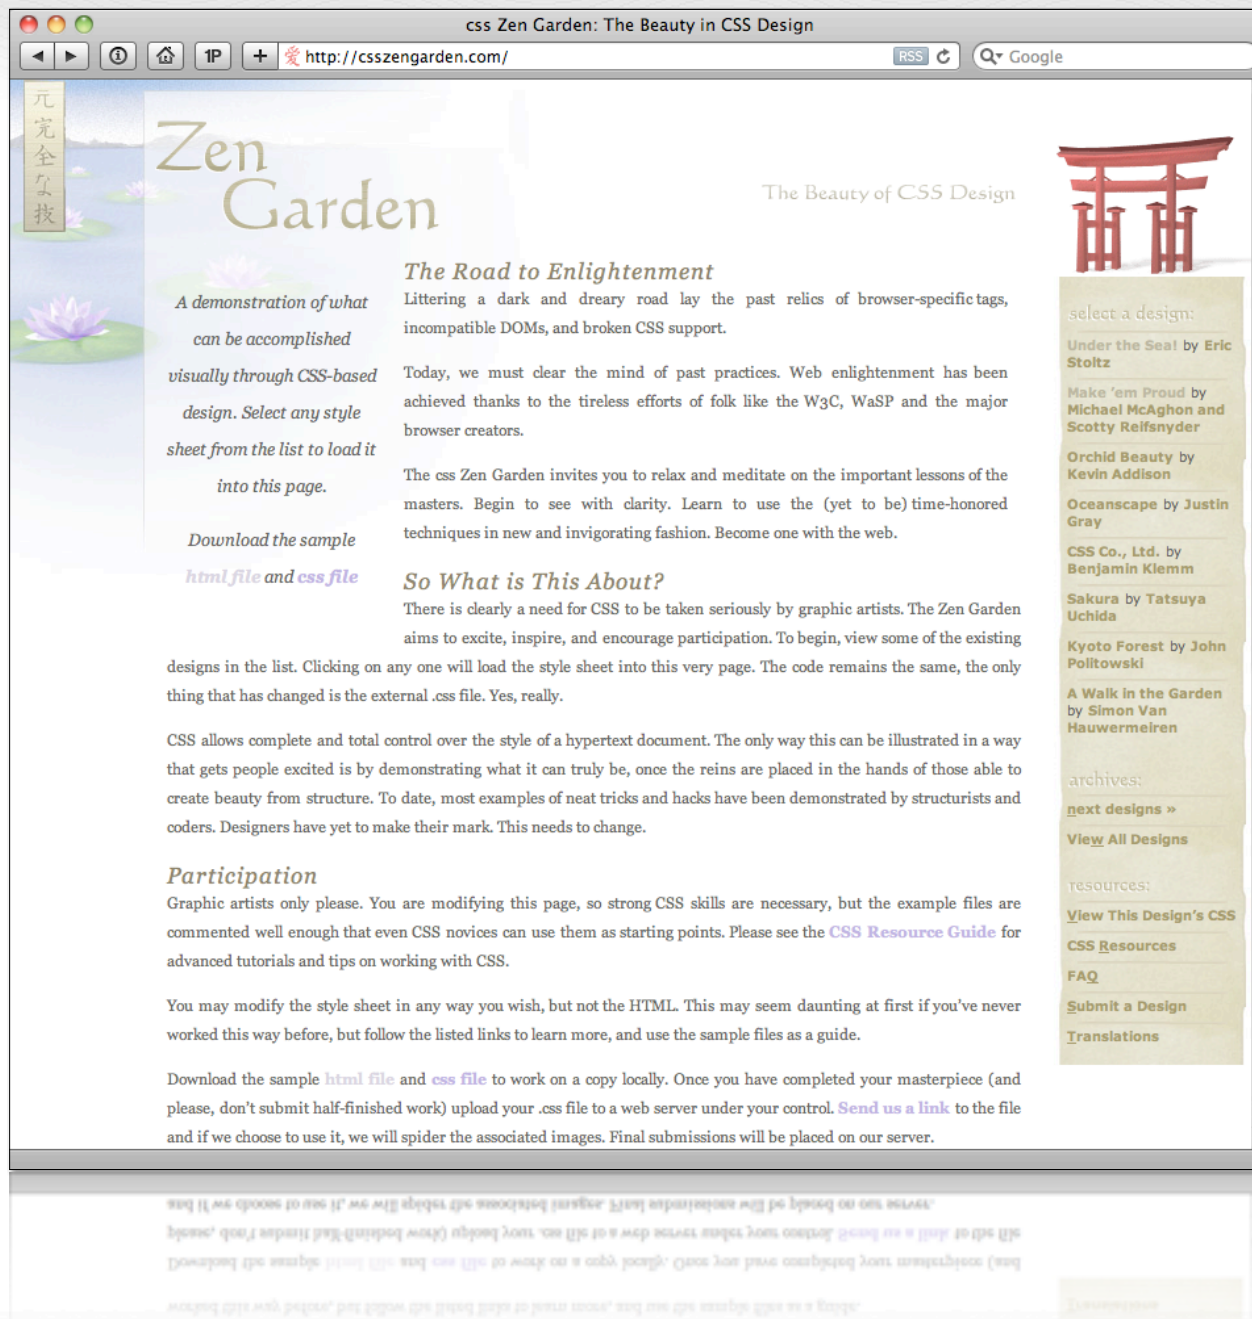 css Zen Garden: The Beauty in CSS Design
1P
+
愛 http://csszengarden.com/
RSS
Google
元
完
全
な
技
Zen
Garden
The Beauty of CSS Design
A demonstration of what
can be accomplished
visually through CSS-based
design. Select any style
sheet from the list to load it
into this page.
Download the sample
html file and css file
The Road to Enlightenment
Littering a dark and dreary road lay the past relics of browser-specific tags,
incompatible DOMs, and broken CSS support.
Today, we must clear the mind of past practices. Web enlightenment has been
achieved thanks to the tireless efforts of folk like the W3C, WaSP and the major
browser creators.
The css Zen Garden invites you to relax and meditate on the important lessons of the
masters. Begin to see with clarity. Learn to use the (yet to be) time-honored
techniques in new and invigorating fashion. Become one with the web.
So What is This About?
There is clearly a need for CSS to be taken seriously by graphic artists. The Zen Garden
aims to excite, inspire, and encourage participation. To begin, view some of the existing
designs in the list. Clicking on any one will load the style sheet into this very page. The code remains the same, the only
thing that has changed is the external .css file. Yes, really.
CSS allows complete and total control over the style of a hypertext document. The only way this can be illustrated in a way
that gets people excited is by demonstrating what it can truly be, once the reins are placed in the hands of those able to
create beauty from structure. To date, most examples of neat tricks and hacks have been demonstrated by structurists and
coders. Designers have yet to make their mark. This needs to change.
Participation
Graphic artists only please. You are modifying this page, so strong CSS skills are necessary, but the example files are
commented well enough that even CSS novices can use them as starting points. Please see the CSS Resource Guide for
advanced tutorials and tips on working with CSS.
You may modify the style sheet in any way you wish, but not the HTML. This may seem daunting at first if you've never
worked this way before, but follow the listed links to learn more, and use the sample files as a guide.
Download the sample html file and css file to work on a copy locally. Once you have completed your masterpiece (and
please, don't submit half-finished work) upload your .css file to a web server under your control. Send us a link to the file
and if we choose to use it, we will spider the associated images. Final submissions will be placed on our server.
select a design:
Under the Sea! by Eric
Stoltz
Make 'em Proud by
Michael McAghon and
Scotty Reifsnyder
Orchid Beauty by
Kevin Addison
Oceanscape by Justin
Gray
CSS Co., Ltd. by
Benjamin Klemm
Sakura by Tatsuya
Uchida
Kyoto Forest by John
Politowski
A Walk in the Garden
by Simon Van
Hauwermeiren
archives:
next designs »
View All Designs
resources:
View This Design's CSS
CSS Resources
FAQ
Submit a Design
Translations